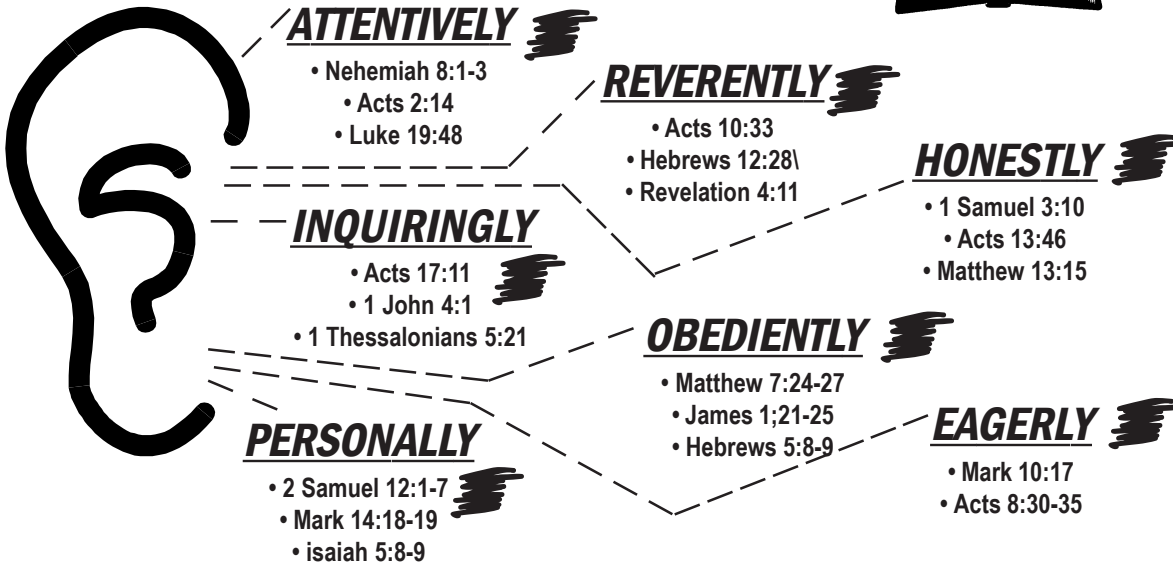 ATTENTIVELY
• Nehemiah 8:1-3
• Acts 2:14
• Luke 19:48
REVERENTLY
• Acts 10:33
• Hebrews 12:28\
• Revelation 4:11
HONESTLY
• 1 Samuel 3:10
• Acts 13:46
• Matthew 13:15
INQUIRINGLY
• Acts 17:11
• 1 John 4:1
• 1 Thessalonians 5:21
OBEDIENTLY
• Matthew 7:24-27
• James 1;21-25
• Hebrews 5:8-9
EAGERLY
• Mark 10:17
• Acts 8:30-35
PERSONALLY
• 2 Samuel 12:1-7
• Mark 14:18-19
• isaiah 5:8-9